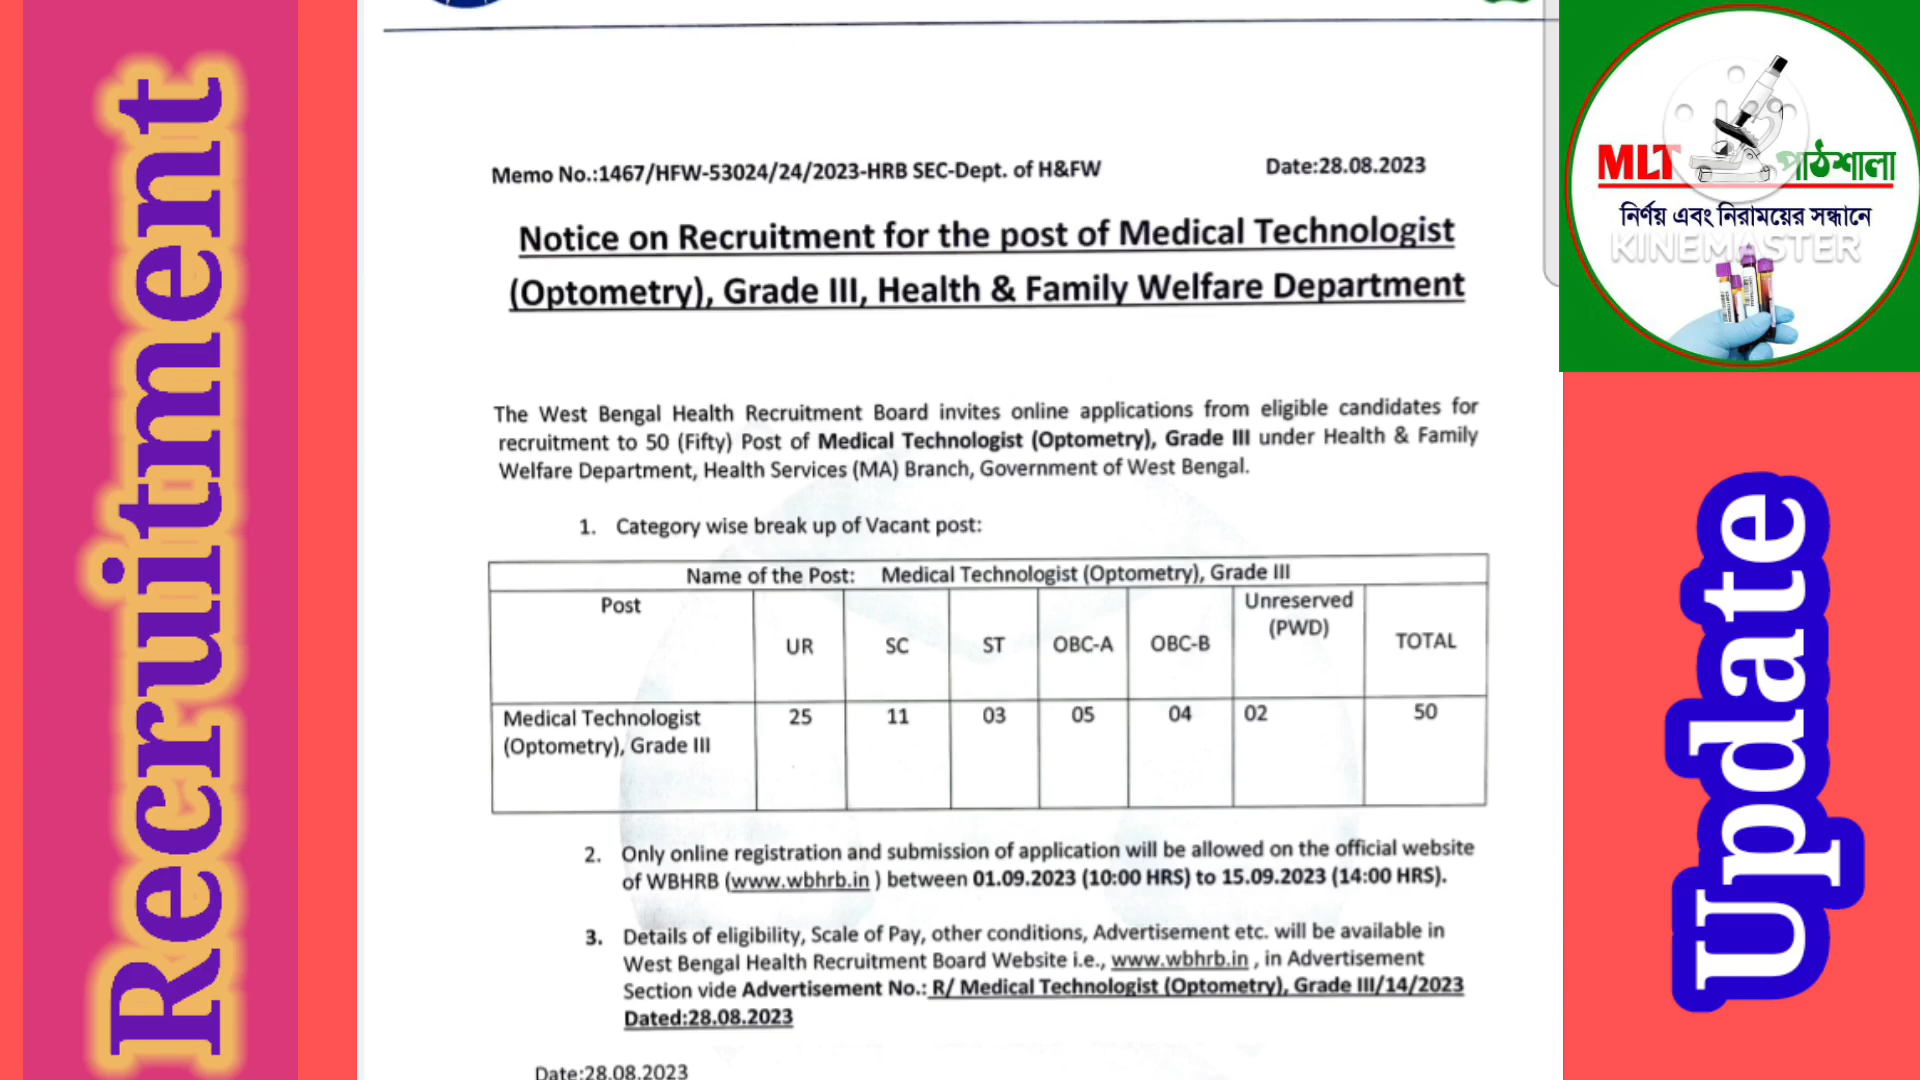 Recruitment
Memo No.:1467/HFW-53024/24/2023-HRB SEC-Dept. of H&FW Date:28.08.2023
Notice on Recruitment for the post of Medical Technologist
(Optometry), Grade III, Health & Family Welfare Department
The West Bengal Health Recruitment Board invites online applications from eligible candidates for
recruitment to 50 (Fifty) Post of Medical Technologist (Optometry), Grade III under Health & Family
Welfare Department, Health Services (MA) Branch, Government of West Bengal.
1. Category wise break up of Vacant post:
Name of the Post: Medical Technologist (Optometry), Grade III
Post UR SC ST OBC-A OBC-B Unreserved (PWD) TOTAL
Medical Technologist 25 11 03 05 04 02 50
(Optometry), Grade III
2. Only online registration and submission of application will be allowed on the official website
of WBHRB (www.wbhrb.in ) between 01.09.2023 (10:00 HRS) to 15.09.2023 (14:00 HRS).
3. Details of eligibility, Scale of Pay, other conditions, Advertisement etc. will be available in
West Bengal Health Recruitment Board Website i.e., www.wbhrb.in , in Advertisement
Section vide Advertisement No.: R/ Medical Technologist (Optometry), Grade III/14/2023
Dated:28.08.2023
Date:28.08.2023
MLT পাঠশালা
নির্ণয় এবং নিরাময়ের সন্ধানে
KINEMASTER
Update